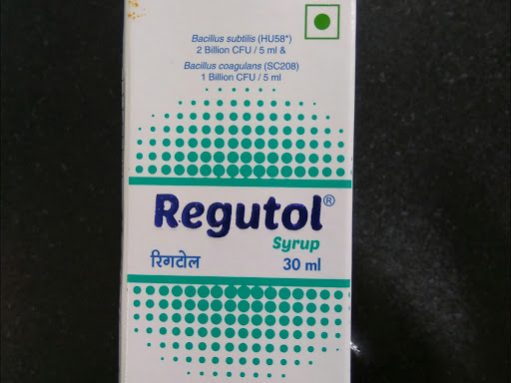 Bacillus subtilis (HU58*)
2 Billion CFU / 5 ml &
Bacillus coagulans (SC208)
1 Billion CFU / 5 ml
Regutol®
Syrup
रिगटोल 30 ml